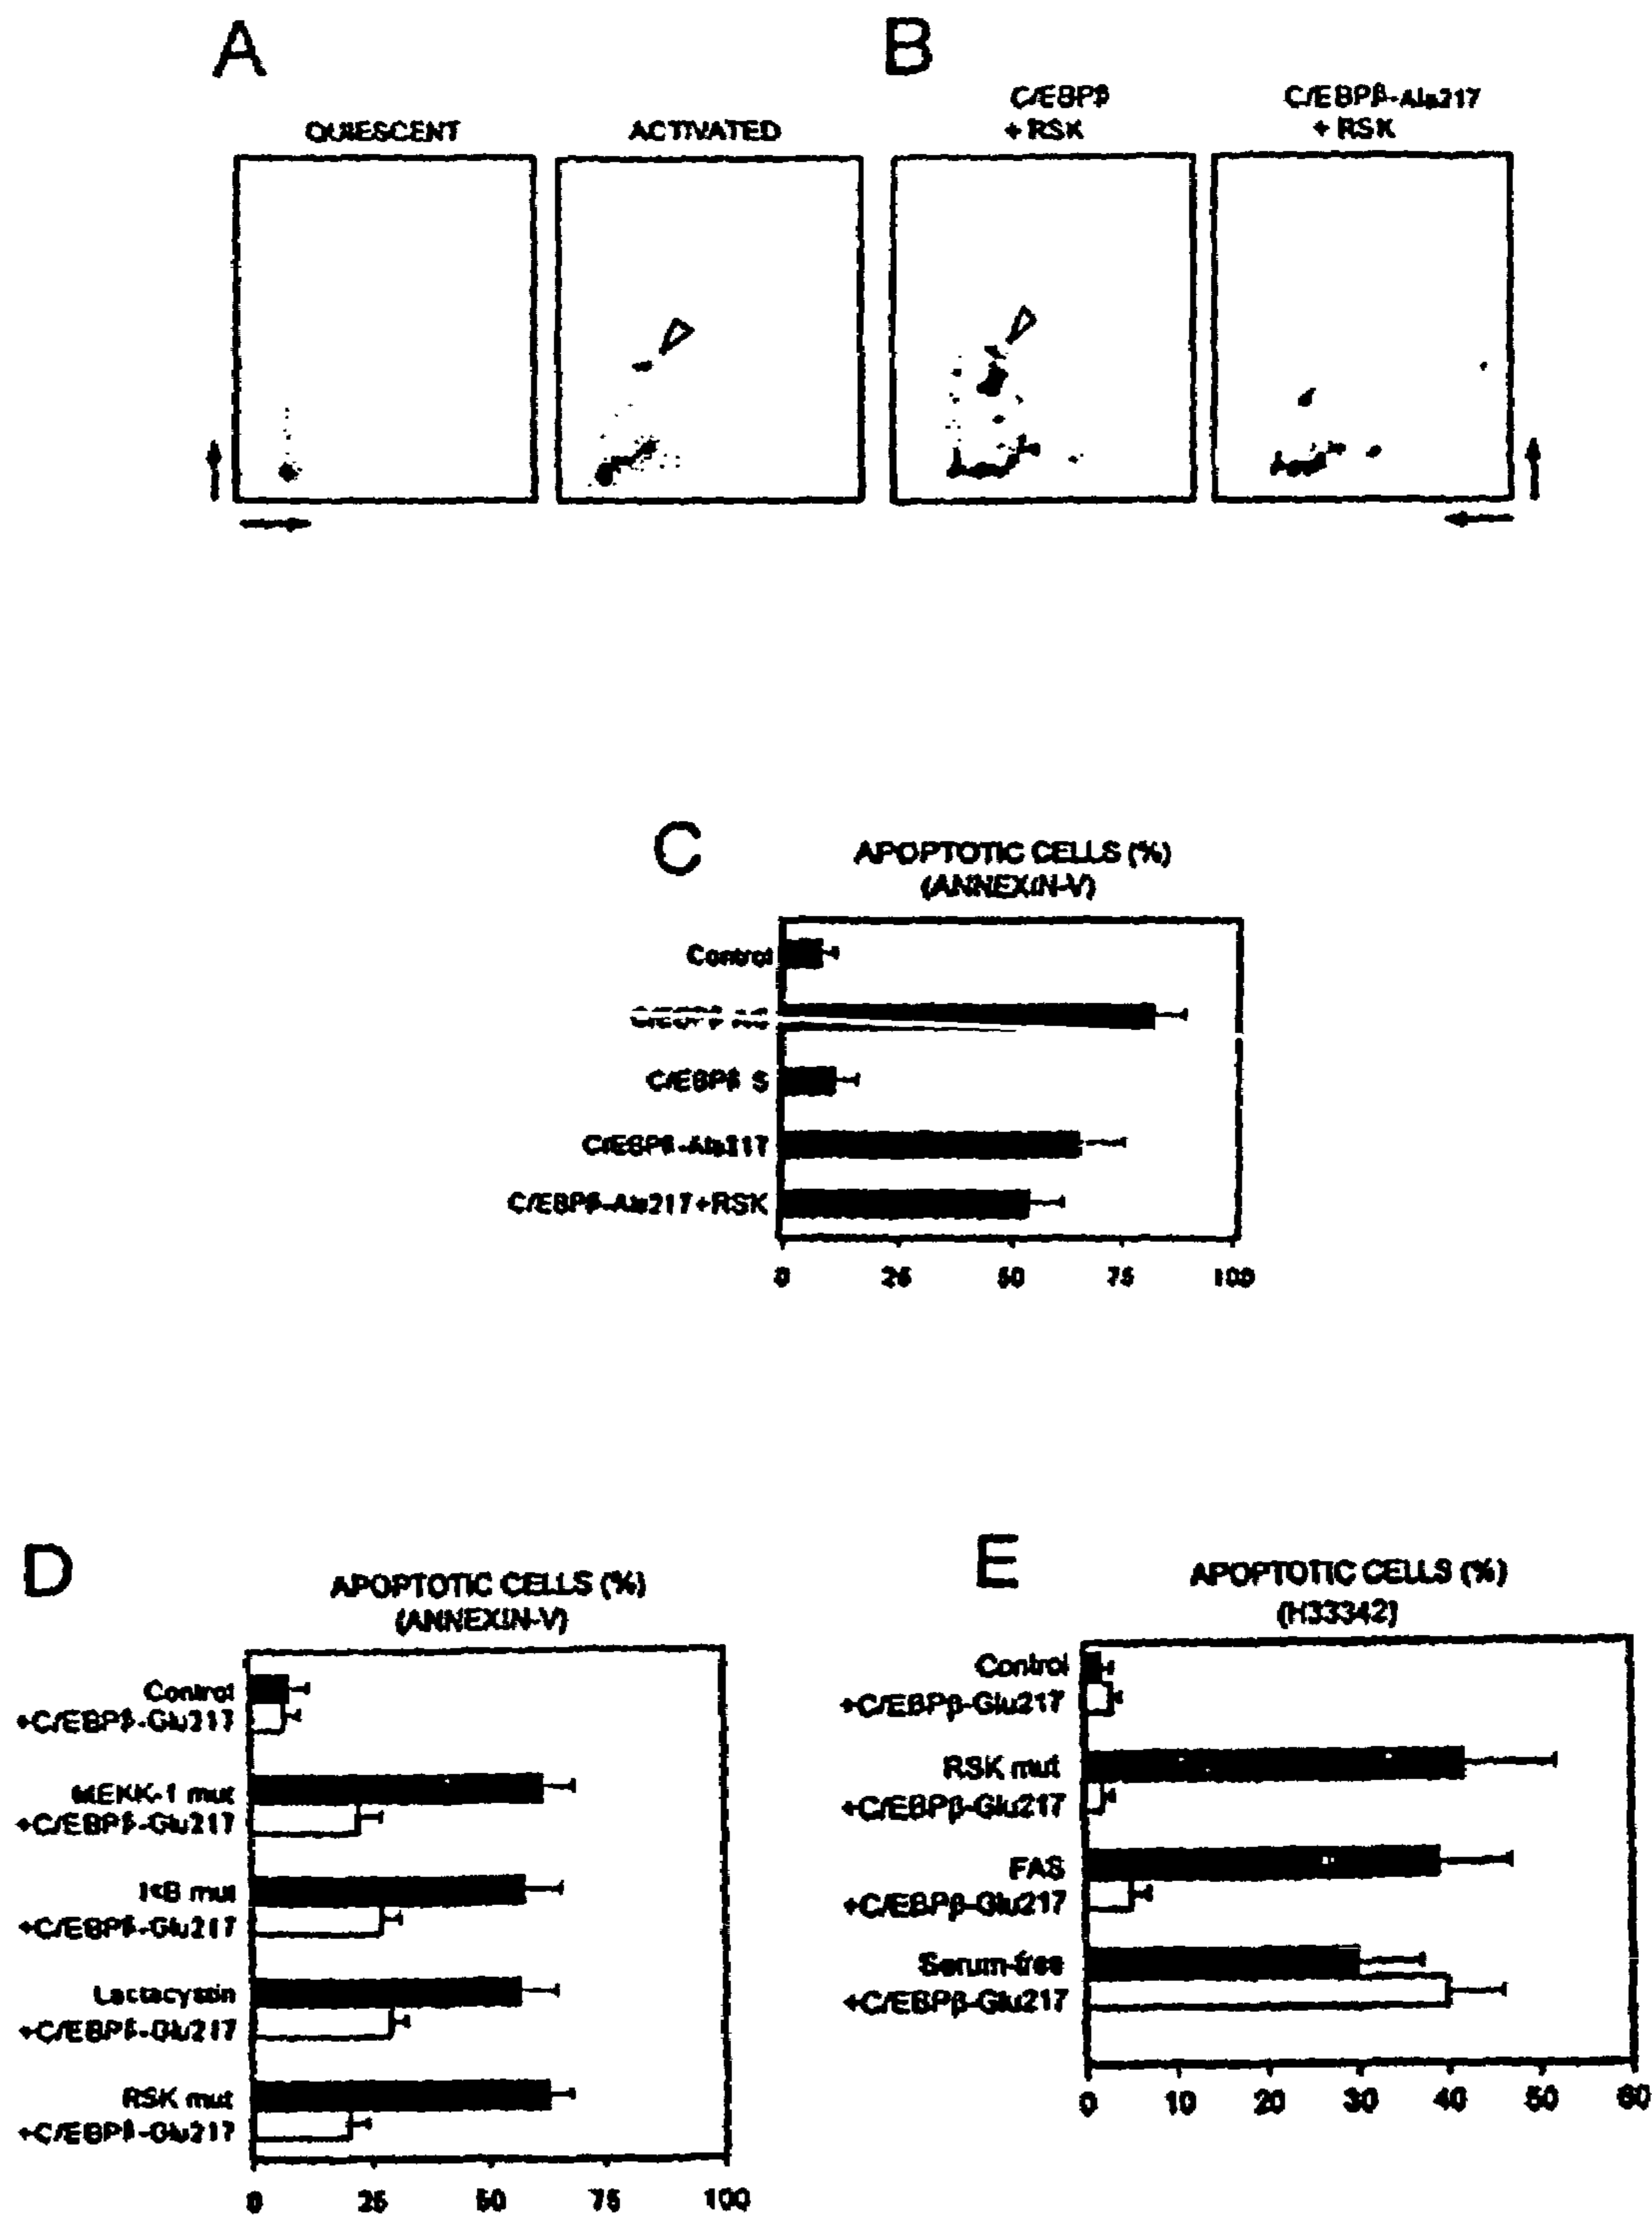 A
B
QUIESCENT
ACTIVATED
C/EBPβ
+ RSK
C/EBPβ-Ala217
+ RSK
C
APOPTOTIC CELLS (%)
(ANNEXIN-V)
Control
C/EBPβ S
C/EBPβ-Ala217
C/EBPβ-Ala217+RSK
0 25 50 75 100
D
APOPTOTIC CELLS (%)
(ANNEXIN-V)
Control
+C/EBPβ-Glu217
MEKK-1 mut
+C/EBPβ-Glu217
IκB mut
+C/EBPβ-Glu217
Lactacystin
+C/EBPβ-Glu217
RSK mut
+C/EBPβ-Glu217
0 25 50 75 100
E
APOPTOTIC CELLS (%)
(H33342)
Control
+C/EBPβ-Glu217
RSK mut
+C/EBPβ-Glu217
FAS
+C/EBPβ-Glu217
Serum-free
+C/EBPβ-Glu217
0 10 20 30 40 50 60